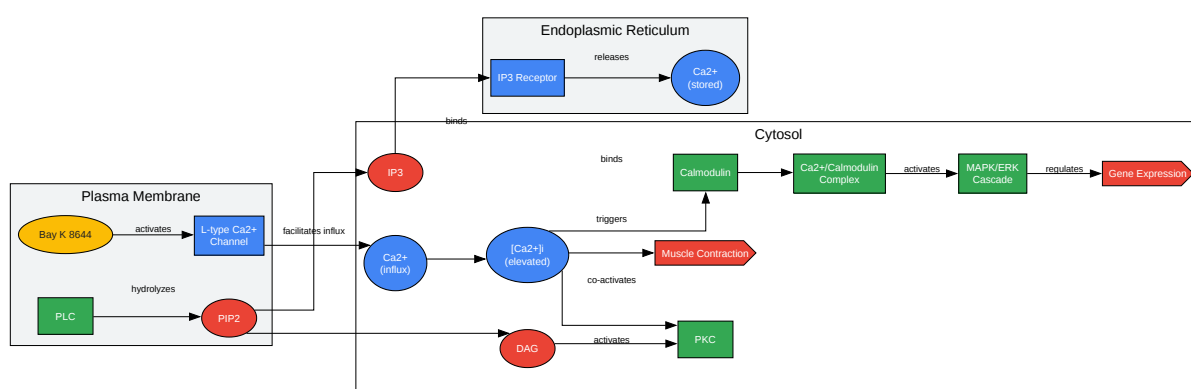 Endoplasmic Reticulum
releases
IP3 Receptor
Ca2+
(stored)
binds
Cytosol
binds
IP3
Calmodulin
Ca2+/Calmodulin
Complex
activates
MAPK/ERK
Cascade
regulates
Gene Expression
Plasma Membrane
Bay K 8644
activates
L-type Ca2+
Channel
facilitates influx
Ca2+
(influx)
[Ca2+]i
(elevated)
triggers
Muscle Contraction
co-activates
hydrolyzes
PLC
PIP2
DAG
activates
PKC